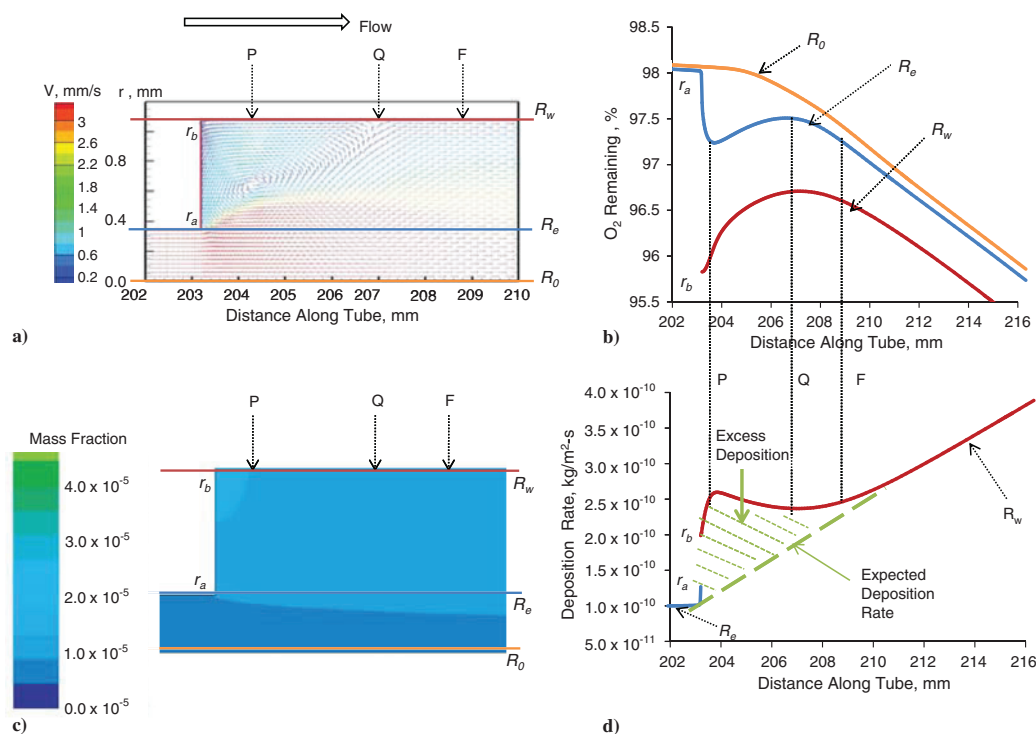 Flow
P Q F
V, mm/s r , mm
R_w
3
2.6
2.2
1.8
1.4
1
0.6
0.2
r_b
0.8
r_a
0.4
R_e
0.0
R_0
202 203 204 205 206 207 208 209 210
Distance Along Tube, mm
a)
98.5
98
97.5
97
96.5
96
95.5
O2 Remaining , %
R_0
r_a
R_e
R_w
r_b
202 204 206 208 210 212 214 216
Distance Along Tube, mm
b)
P Q F
Mass Fraction
4.0 x 10-5
3.0 x 10-5
2.0 x 10-5
1.0 x 10-5
0.0 x 10-5
P Q F
r_b
R_w
r_a
R_e
R_0
c)
4.0 x 10-10
3.5 x 10-10
3.0 x 10-10
2.5 x 10-10
2.0 x 10-10
1.5 x 10-10
1.0 x 10-10
5.0 x 10-11
Deposition Rate, kg/m2-s
Excess
Deposition
r_b
R_w
r_a
Expected
Deposition
Rate
R_e
202 204 206 208 210 212 214 216
Distance Along Tube, mm
d)